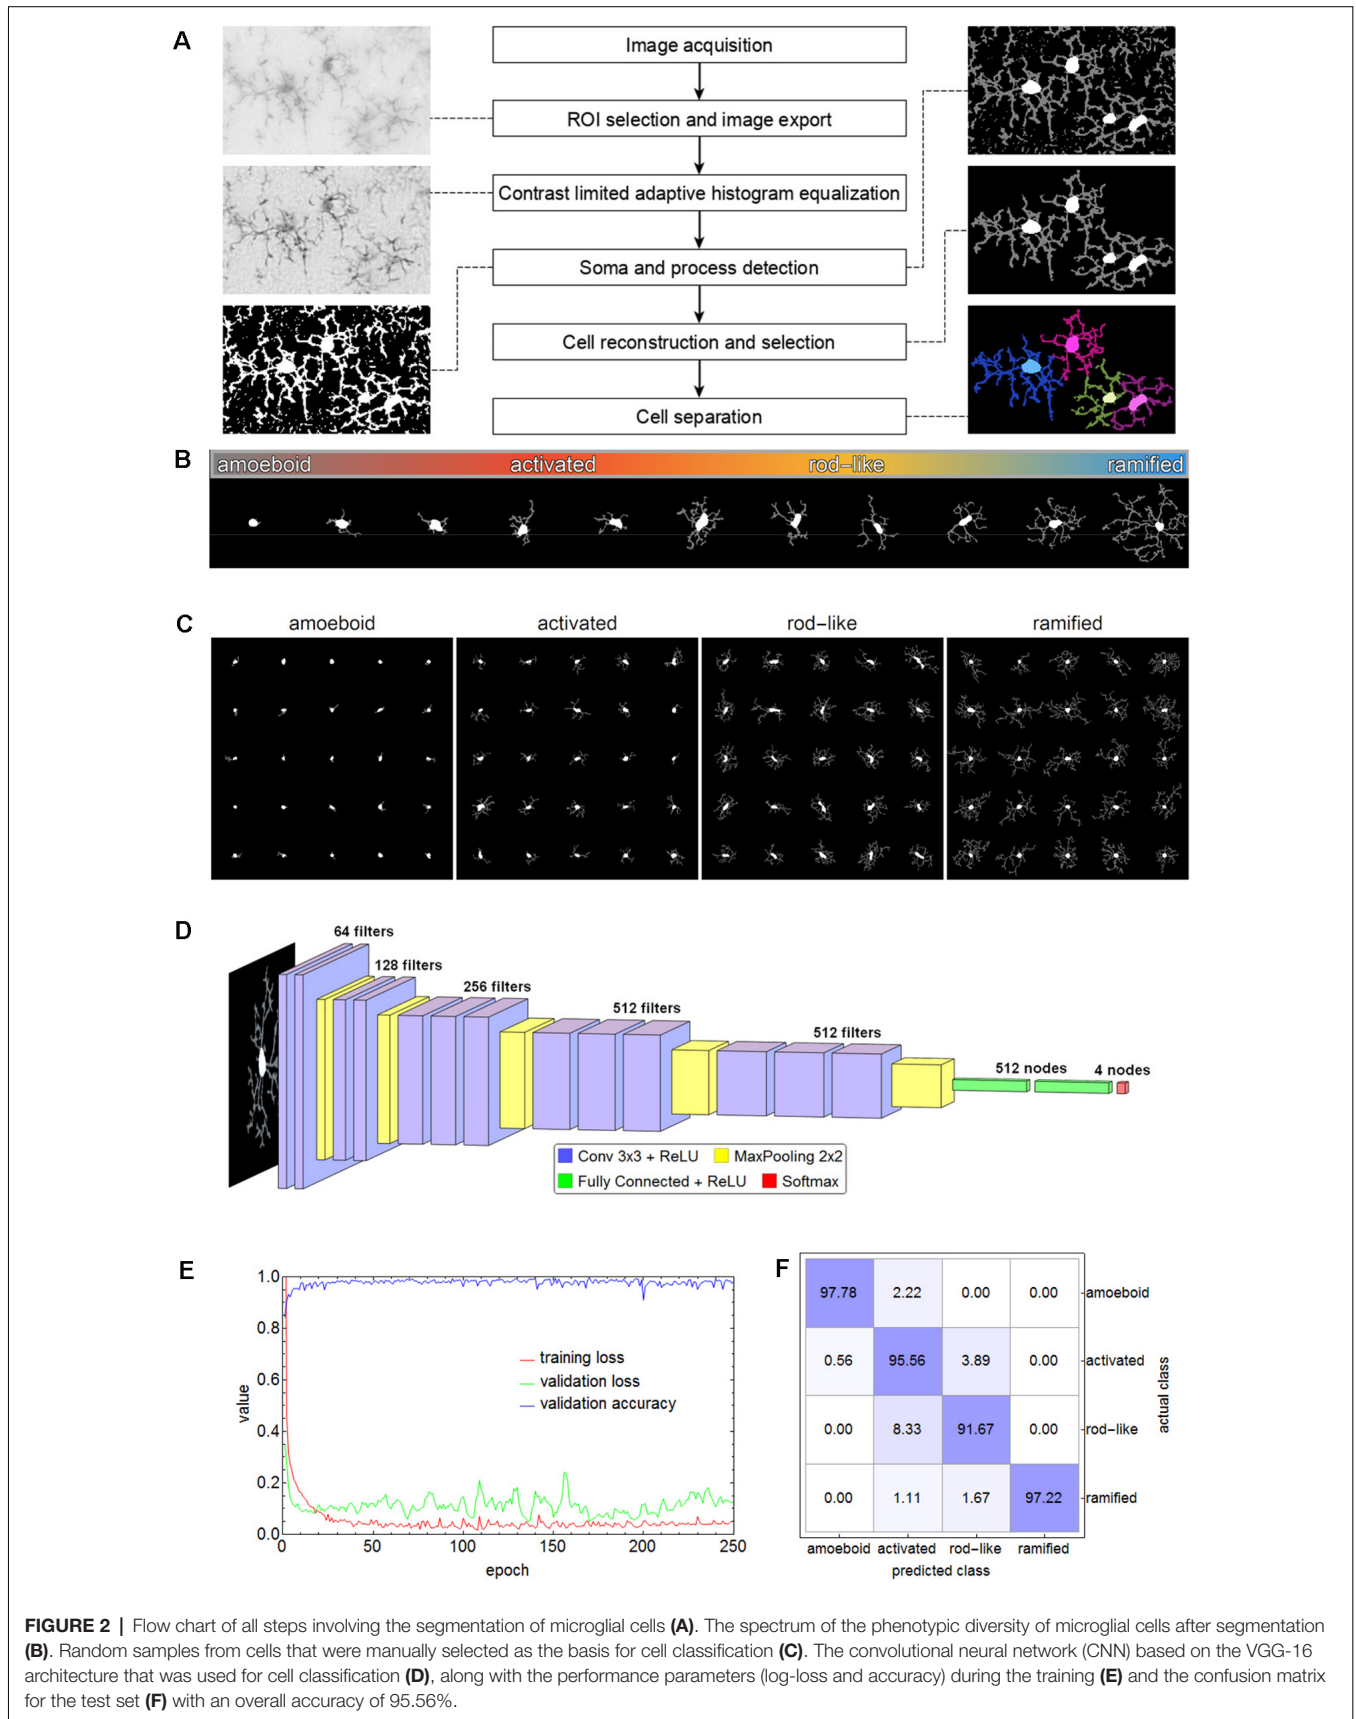 A
Image acquisition
ROI selection and image export
Contrast limited adaptive histogram equalization
Soma and process detection
Cell reconstruction and selection
Cell separation
B
amoeboid activated rod–like ramified
C
amoeboid activated rod–like ramified
D
64 filters
128 filters
256 filters
512 filters
512 filters
512 nodes 4 nodes
Conv 3x3 + ReLU MaxPooling 2x2
Fully Connected + ReLU Softmax
E
1.0
0.8
0.6
0.4
0.2
0.0
value
training loss
validation loss
validation accuracy
0 50 100 150 200 250
epoch
F
97.78 2.22 0.00 0.00 amoeboid
0.56 95.56 3.89 0.00 activated
0.00 8.33 91.67 0.00 rod–like
0.00 1.11 1.67 97.22 ramified
actual class
amoeboid activated rod–like ramified
predicted class
FIGURE 2 | Flow chart of all steps involving the segmentation of microglial cells (A). The spectrum of the phenotypic diversity of microglial cells after segmentation
(B). Random samples from cells that were manually selected as the basis for cell classification (C). The convolutional neural network (CNN) based on the VGG-16
architecture that was used for cell classification (D), along with the performance parameters (log-loss and accuracy) during the training (E) and the confusion matrix
for the test set (F) with an overall accuracy of 95.56%.